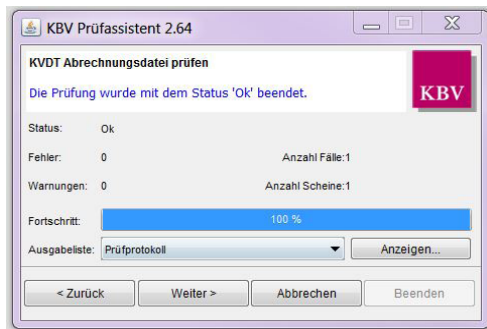 KBV Prüfassistent 2.64
KVDT Abrechnungsdatei prüfen
Die Prüfung wurde mit dem Status 'Ok' beendet.
KBV
Status: Ok
Fehler: 0 Anzahl Fälle:1
Warnungen: 0 Anzahl Scheine:1
Fortschritt: 100 %
Ausgabeliste: Prüfprotokoll Anzeigen...
< Zurück Weiter > Abbrechen Beenden